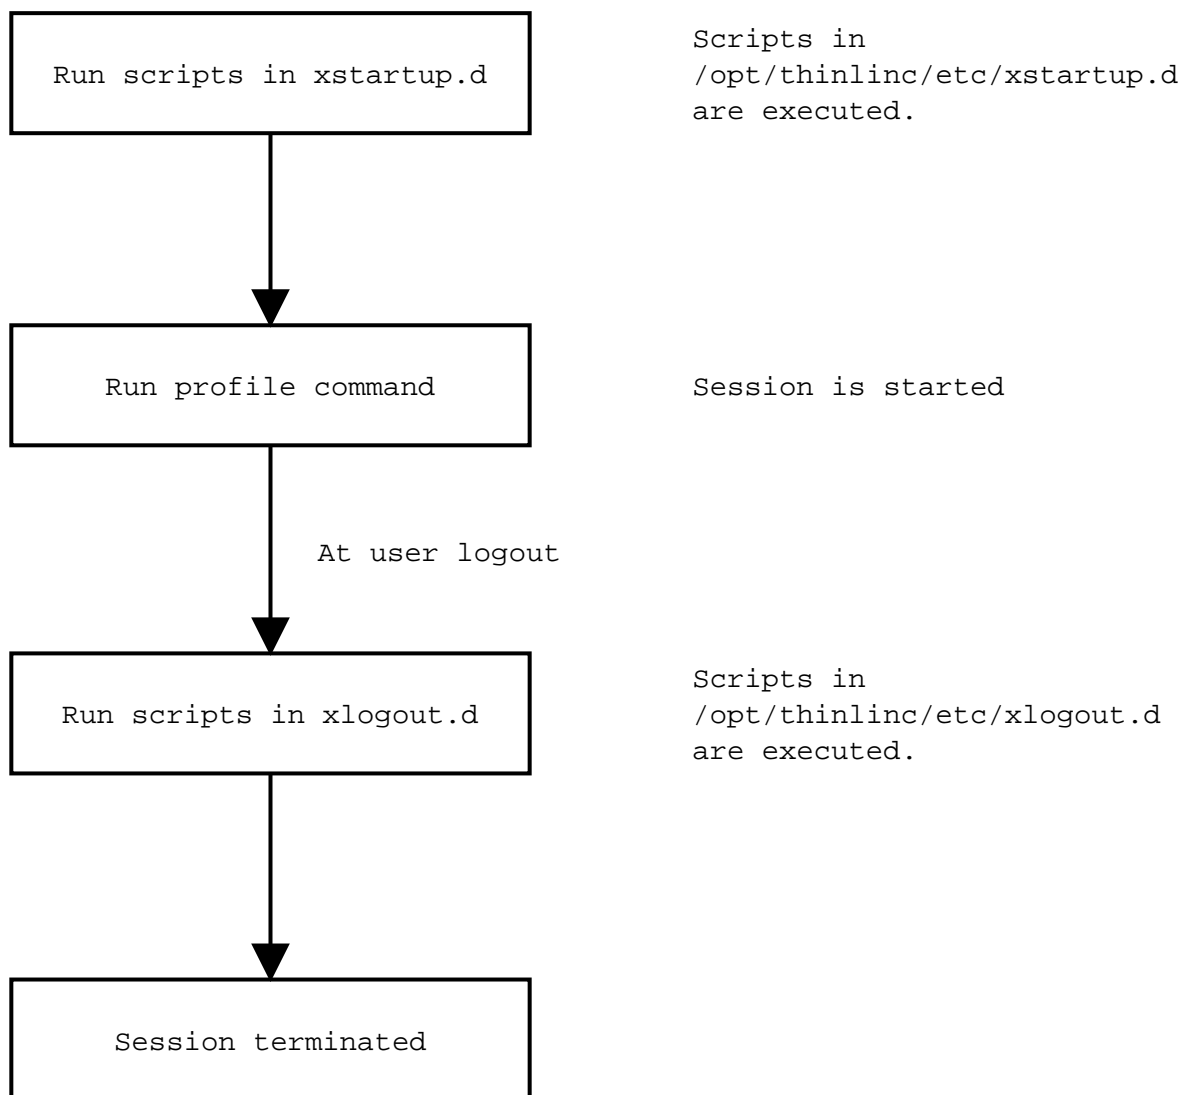 Run scripts in xstartup.d
Scripts in
/opt/thinlinc/etc/xstartup.d
are executed.
Run profile command
Session is started
At user logout
Run scripts in xlogout.d
Scripts in
/opt/thinlinc/etc/xlogout.d
are executed.
Session terminated